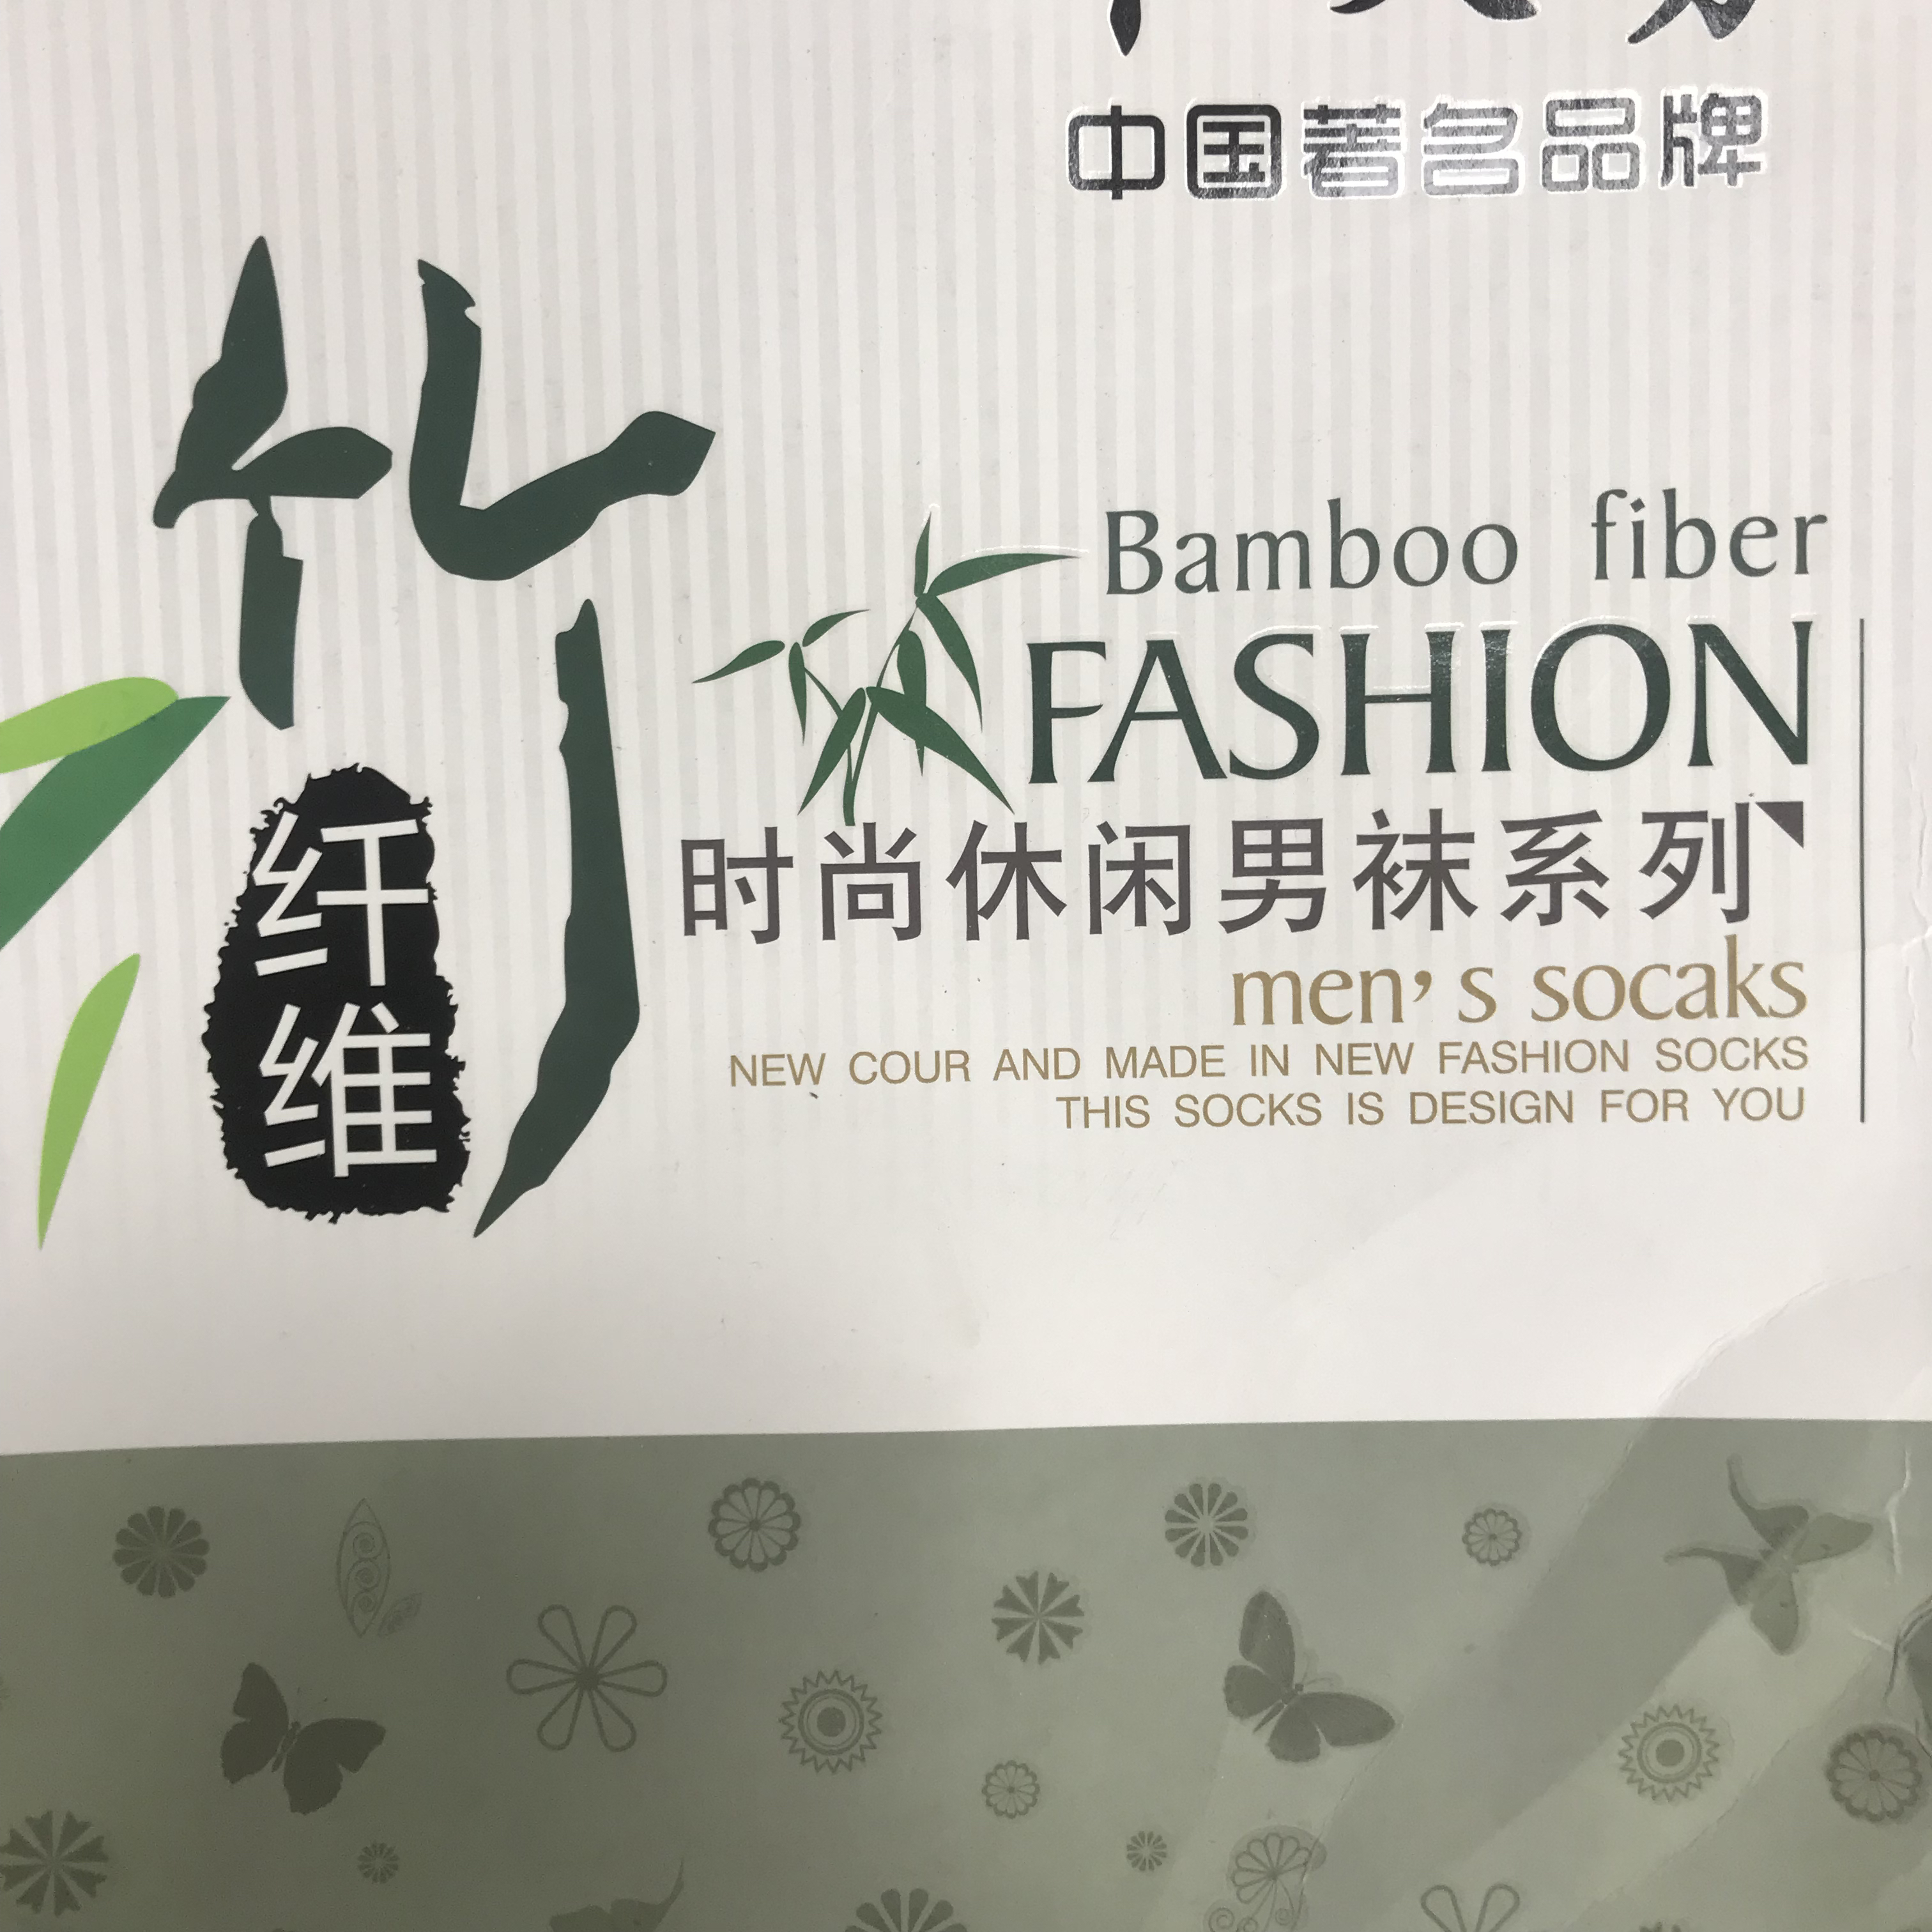 中国著名品牌
竹
纤维
Bamboo fiber
FASHION
时尚休闲男袜系列
men's socaks
NEW COUR AND MADE IN NEW FASHION SOCKS
THIS SOCKS IS DESIGN FOR YOU